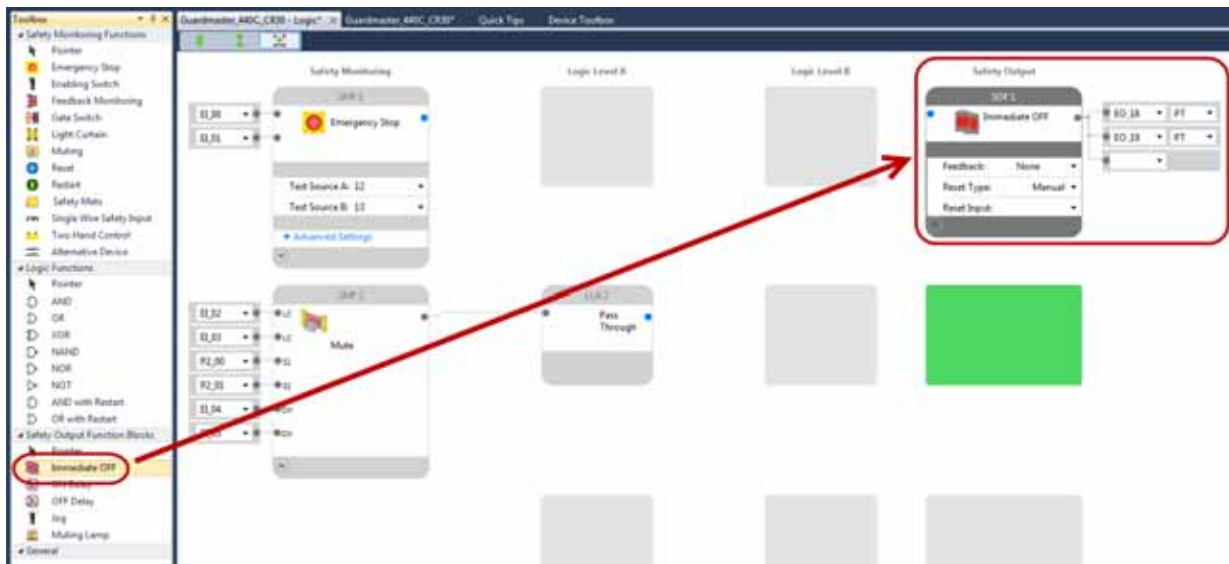 Toolbox
Guardmaster_440C_CR30 - Logic*
Guardmaster_440C_CR30*
Quick Tips
Device Toolbox
Safety Monitoring Functions
Pointer
Emergency Stop
Enabling Switch
Feedback Monitoring
Gate Switch
Light Curtain
Muting
Reset
Restart
Safety Mats
Single Wire Safety Input
Two Hand Control
Alternative Device
Logic Functions
Pointer
AND
OR
XOR
NAND
NOR
NOT
AND with Restart
OR with Restart
Safety Output Function Blocks
Pointer
Immediate OFF
OFF Delay
Jog
Muting Lamp
General
Safety Monitoring
Logic Level A
Logic Level B
Safety Output
SMF 1
EI_00
EI_01
Emergency Stop
Test Source A: 12
Test Source B: 13
+ Advanced Settings
SMF 2
EI_02
EI_03
P2_00
P2_01
EI_04
Mute
LLA 2
Pass
Through
SOF 1
Immediate OFF
Feedback: None
Reset Type: Manual
Reset Input:
EO_18 PT
EO_19 PT